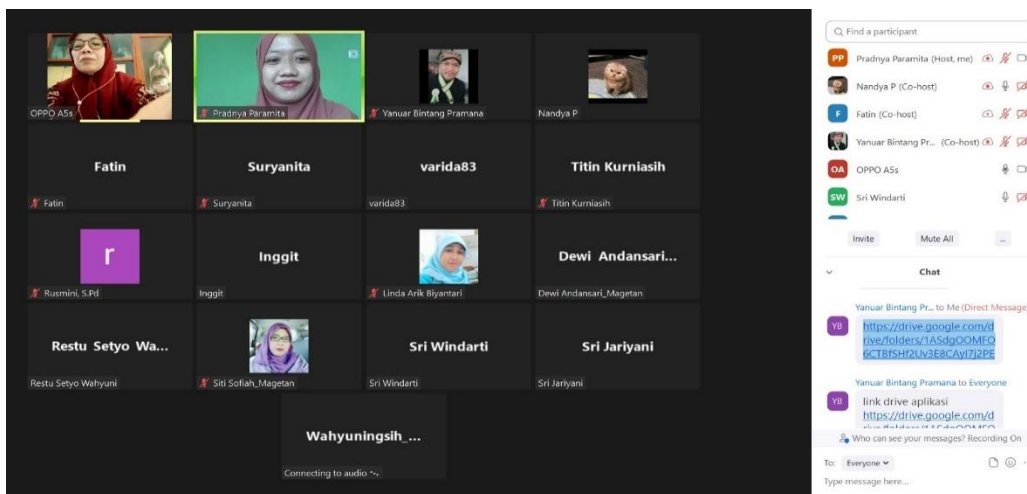 OPPO A5s
Pradnya Paramita
Yanuar Bintang Pramana
Nandya P
Fatin
Fatin
Suryanita
Suryanita
varida83
varida83
Titin Kurniasih
Titin Kurniasih
r
Rusmini, S.Pd
Inggit
Inggit
Linda Arik Biyantari
Dewi Andansari...
Dewi Andansari_Magetan
Restu Setyo Wa...
Restu Setyo Wahyuni
Siti Sofiah_Magetan
Sri Windarti
Sri Windarti
Sri Jariyani
Sri Jariyani
Wahyuningsih_...
Connecting to audio
Find a participant
PP
Pradnya Paramita (Host, me)
Nandya P (Co-host)
F
Fatin (Co-host)
Yanuar Bintang Pr... (Co-host)
OA
OPPO A5s
SW
Sri Windarti
Invite
Mute All
...
Chat
Yanuar Bintang Pr... to Me (Direct Message
YB
https://drive.google.com/d
Yanuar Bintang Pramana to Everyone
YB
link drive aplikasi
https://drive.google.com/d
Who can see your messages? Recording On
To:
Everyone
Type message here...